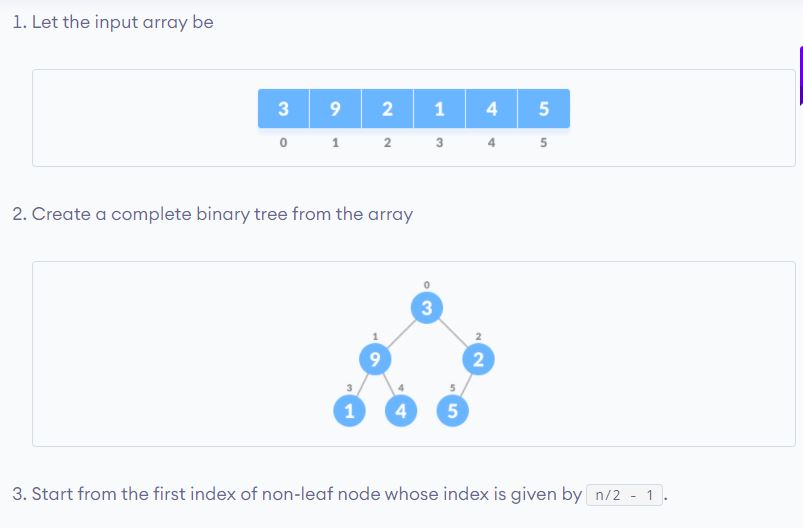 1. Let the input array be
3 9 2 1 4 5
0 1 2 3 4 5
2. Create a complete binary tree from the array
0
3
1 2
9 2
3 4 5
1 4 5
3. Start from the first index of non-leaf node whose index is given by n/2 - 1 .